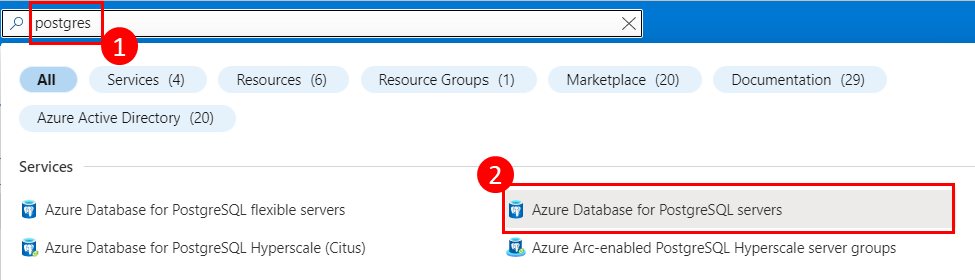 postgres
1
All Services (4) Resources (6) Resource Groups (1) Marketplace (20) Documentation (29)
Azure Active Directory (20)
Services
2
Azure Database for PostgreSQL flexible servers Azure Database for PostgreSQL servers
Azure Database for PostgreSQL Hyperscale (Citus) Azure Arc-enabled PostgreSQL Hyperscale server groups